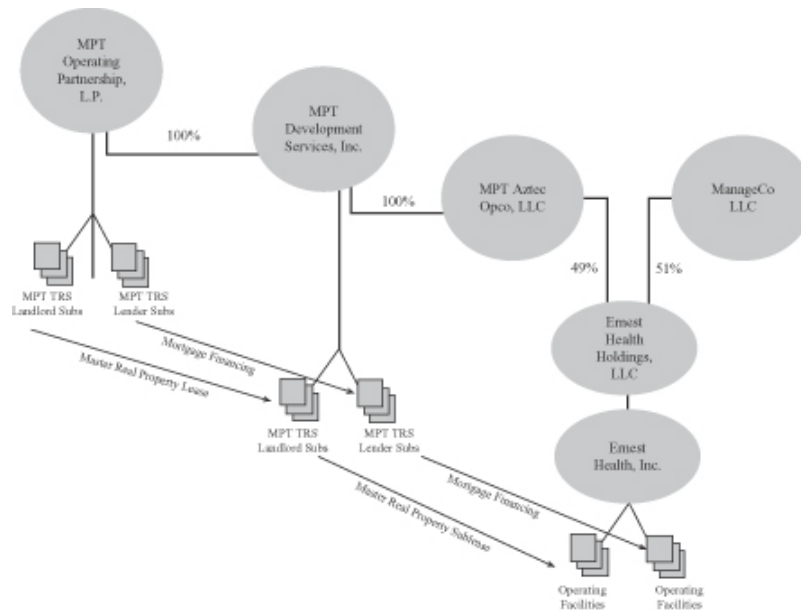 MPT
Operating
Partnership,
L.P.
100%
MPT
Development
Services, Inc.
100%
MPT Aztec
Opco, LLC
ManageCo
LLC
49%
51%
MPT TRS
Landlord Subs
MPT TRS
Lender Subs
Ernest
Health
Holdings,
LLC
Mortgage Financing
Master Real Property Lease
MPT TRS
Landlord Subs
MPT TRS
Lender Subs
Ernest
Health, Inc.
Mortgage Financing
Master Real Property Sublease
Operating
Facilities
Operating
Facilities